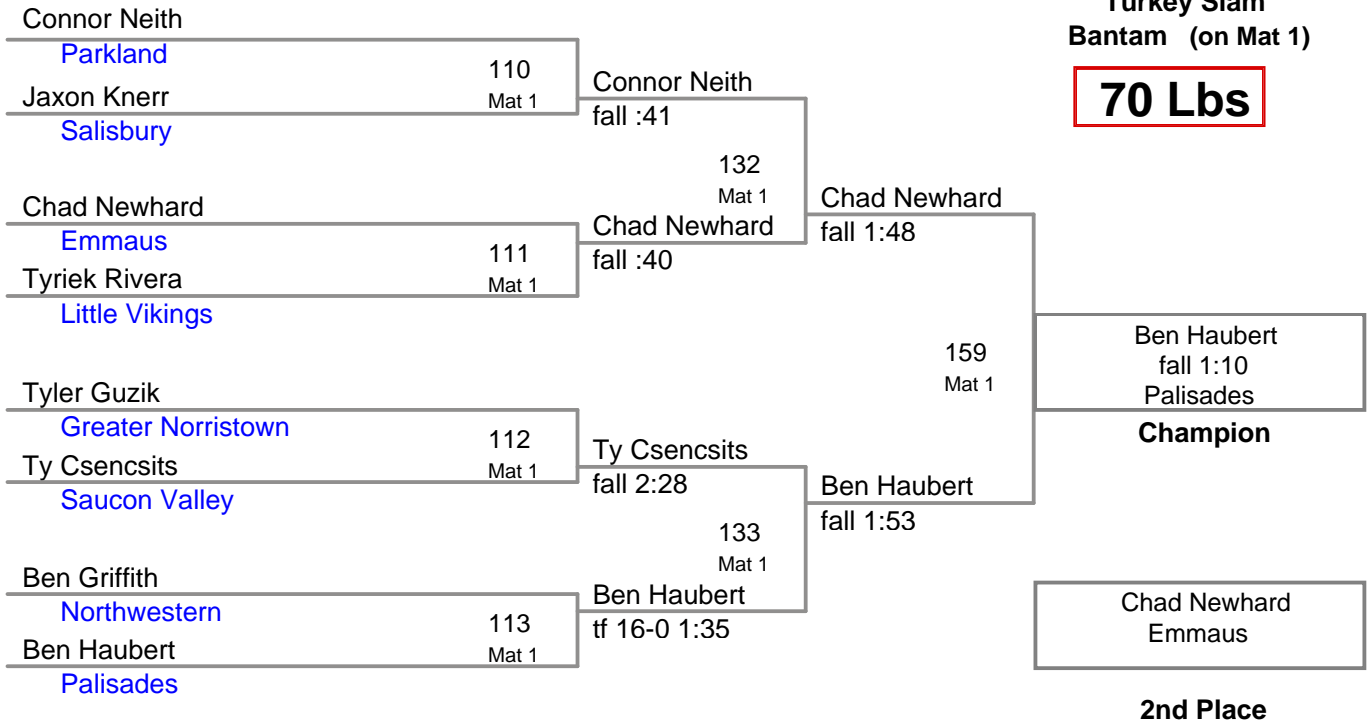 Turkey Slam
Bantam (on Mat 1)
70 Lbs
Connor Neith
Parkland
110
Mat 1
Jaxon Knerr
Salisbury
Connor Neith
fall :41
132
Mat 1
Chad Newhard
Emmaus
111
Mat 1
Tyriek Rivera
Little Vikings
Chad Newhard
fall :40
Chad Newhard
fall 1:48
159
Mat 1
Ben Haubert
fall 1:10
Palisades
Champion
Tyler Guzik
Greater Norristown
112
Mat 1
Ty Csencsits
Saucon Valley
Ty Csencsits
fall 2:28
133
Mat 1
Ben Haubert
fall 1:53
Ben Griffith
Northwestern
113
Mat 1
Ben Haubert
Palisades
Ben Haubert
tf 16-0 1:35
Chad Newhard
Emmaus
2nd Place